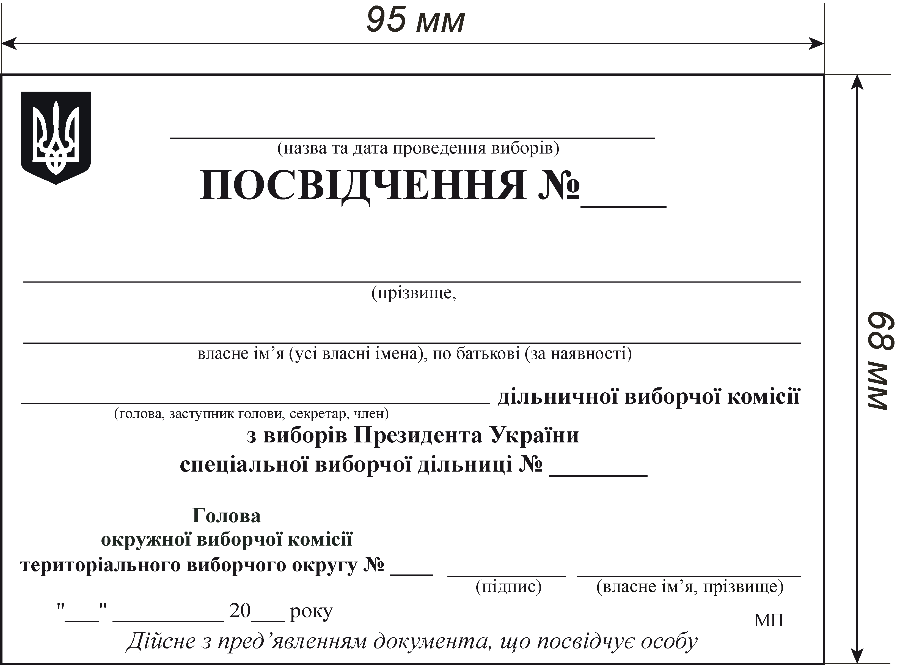 95 мм
(назва та дата проведення виборів)
ПОСВІДЧЕННЯ №_____
(прізвище,
власне ім’я (усі власні імена), по батькові (за наявності)
_____ дільничної виборчої комісії
(голова, заступник голови, секретар, член)
з виборів Президента України
спеціальної виборчої дільниці № ________
Голова
окружної виборчої комісії
територіального виборчого округу № ____
(підпис) (власне ім’я, прізвище)
"___" __________ 20___ року
МП
Дійсне з пред’явленням документа, що посвідчує особу
68 мм